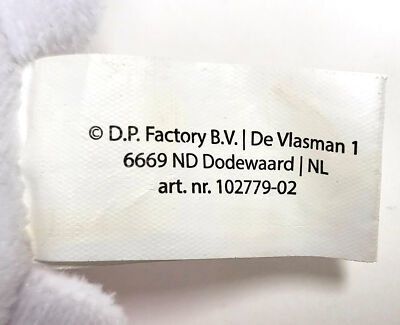 © D.P. Factory B.V. | De Vlasman 1
6669 ND Dodewaard | NL
art. nr. 102779-02